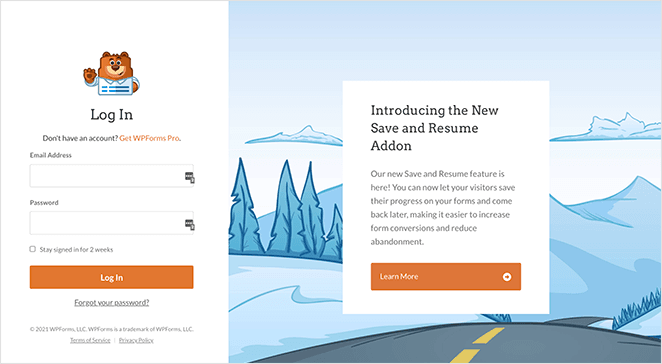 Log In
Don't have an account? Get WPForms Pro.
Email Address
Password
Stay signed in for 2 weeks
Log In
Forgot your password?
© 2021 WPForms, LLC. WPForms is a trademark of WPForms, LLC.
Terms of Service | Privacy Policy
Introducing the New
Save and Resume
Addon
Our new Save and Resume feature is
here! You can now let your visitors save
their progress on your forms and come
back later, making it easier to increase
form conversions and reduce
abandonment.
Learn More